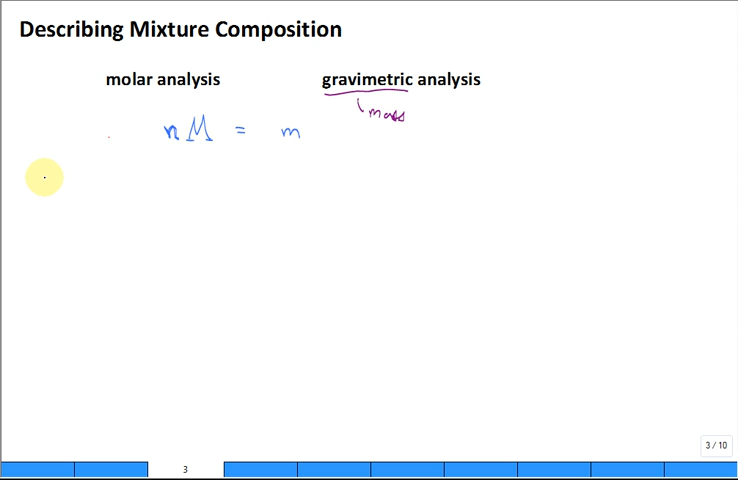 Describing Mixture Composition
molar analysis gravimetric analysis
mass
nM = m
3 / 10
3